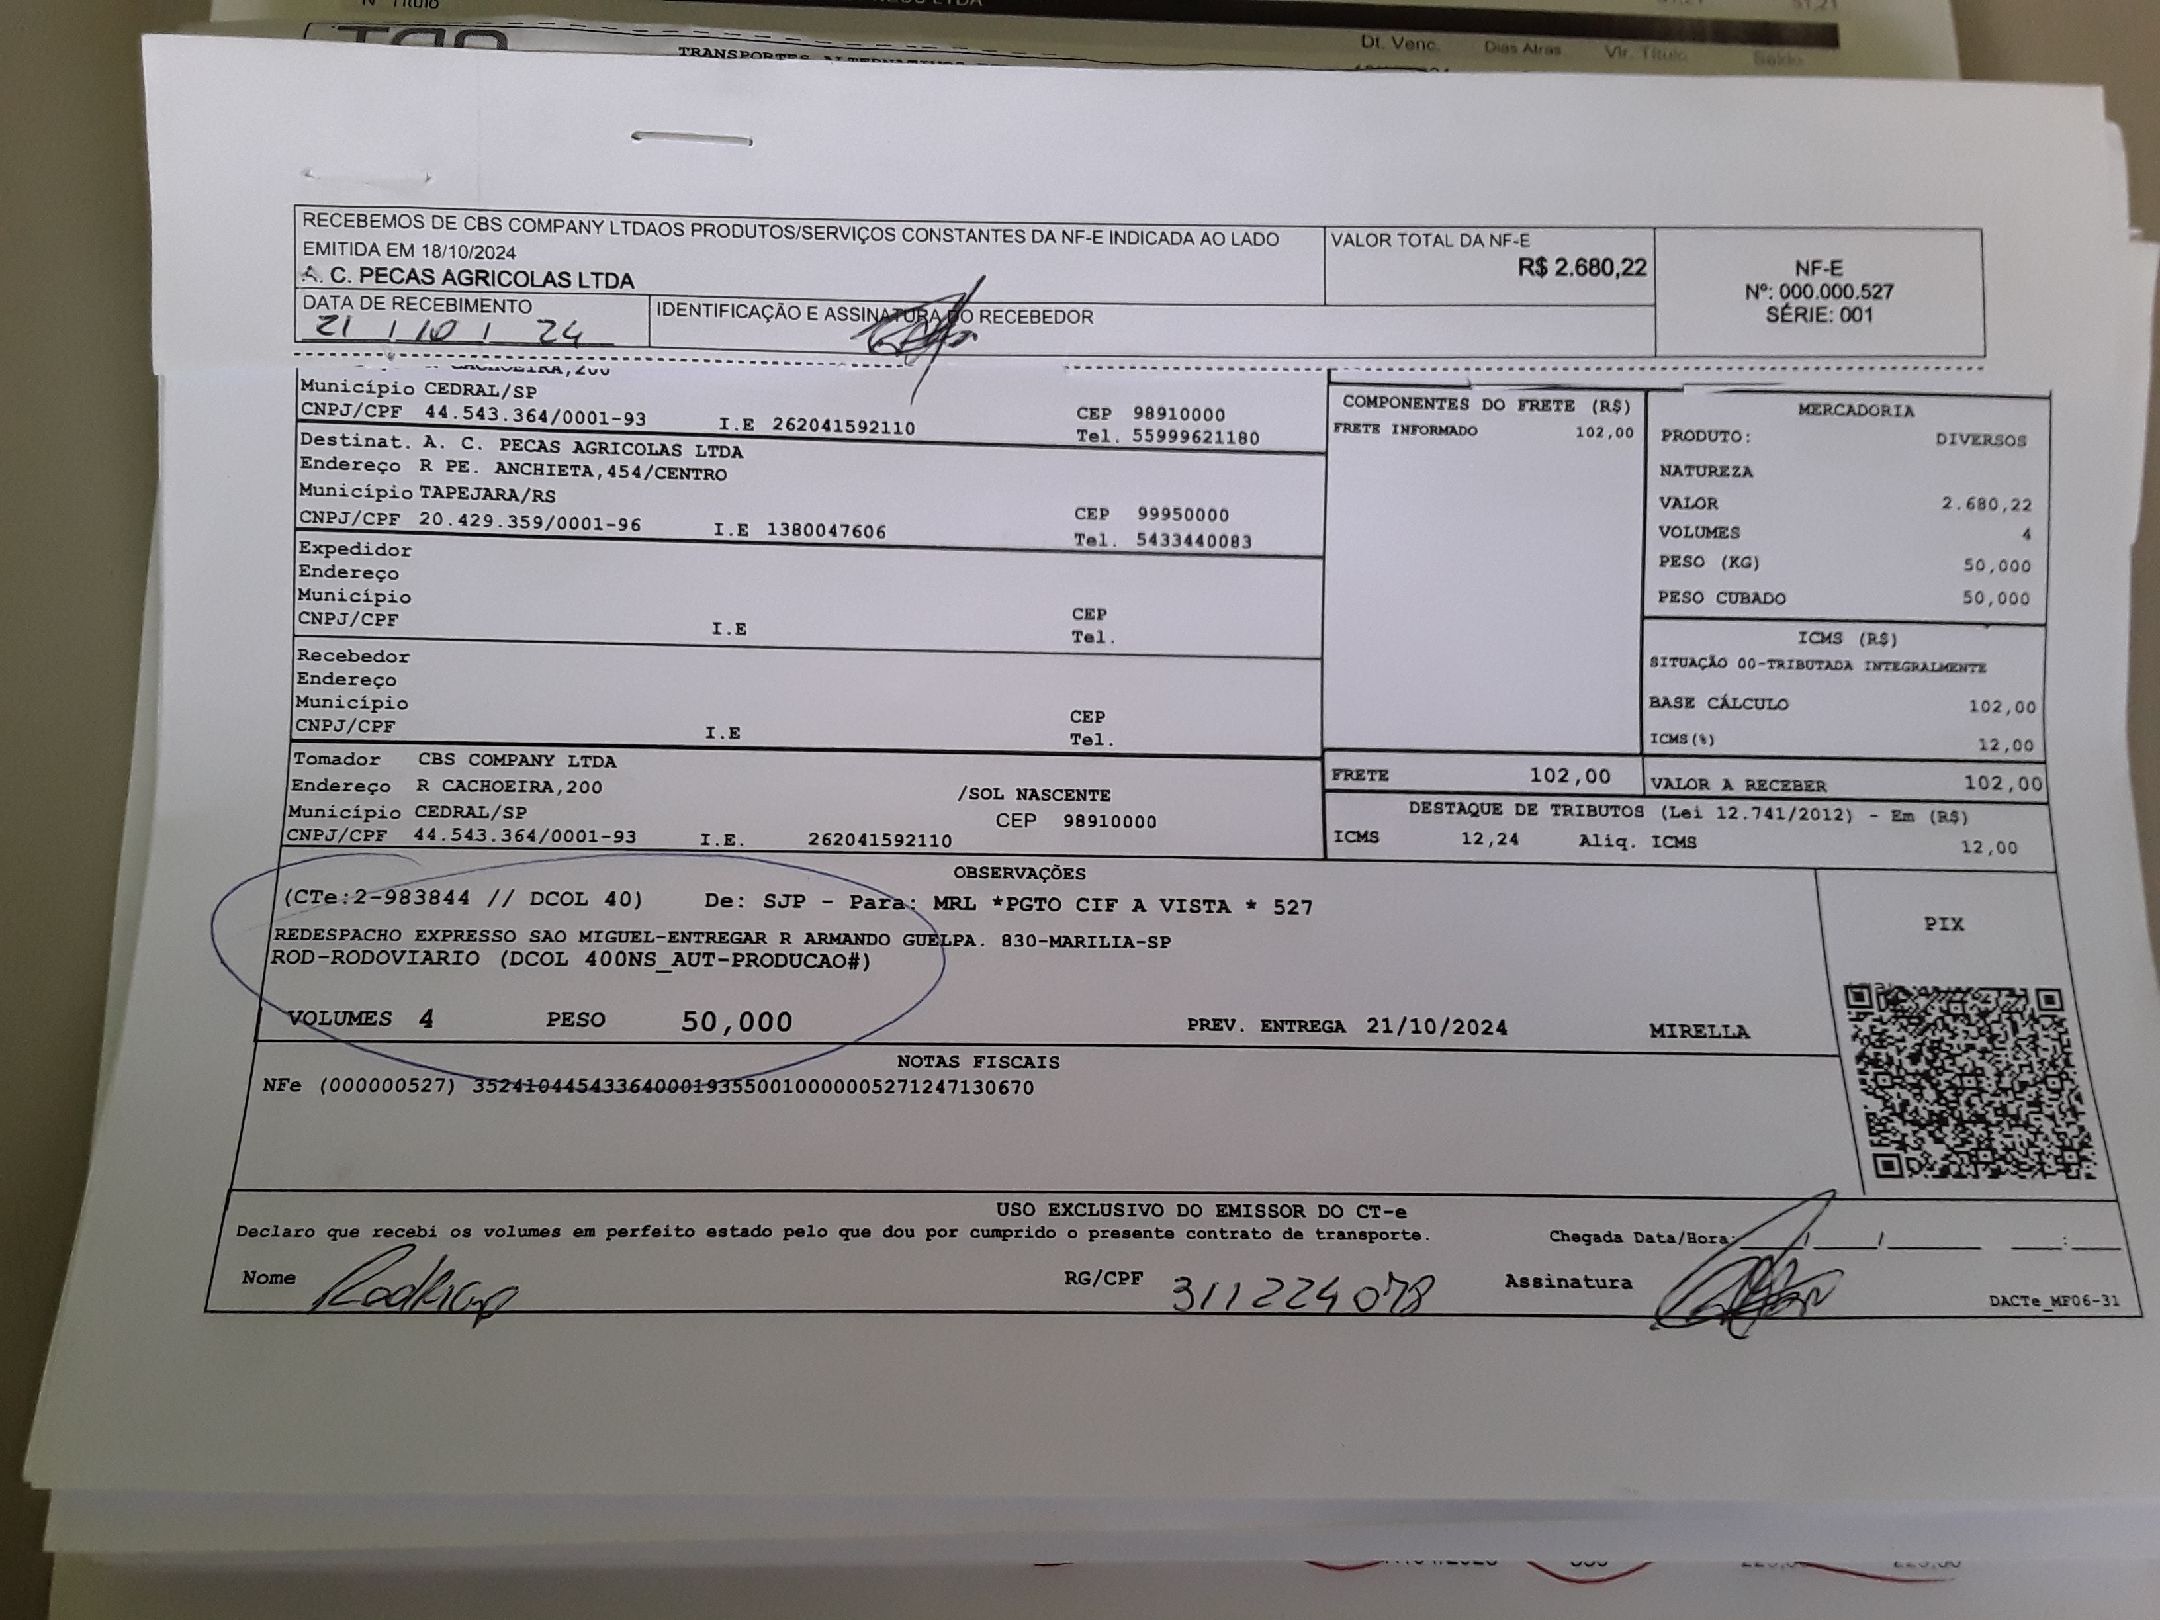 Nº Título
TRANSPORTES ALTERNATIVOS
Dt. Venc. Dias Atras Vlr. Título Saldo
RECEBEMOS DE CBS COMPANY LTDAOS PRODUTOS/SERVIÇOS CONSTANTES DA NF-E INDICADA AO LADO
EMITIDA EM 18/10/2024
A. C. PECAS AGRICOLAS LTDA
VALOR TOTAL DA NF-E
R$ 2.680,22
NF-E
Nº: 000.000.527
SÉRIE: 001
DATA DE RECEBIMENTO
21 / 10 / 24
IDENTIFICAÇÃO E ASSINATURA DO RECEBEDOR
R CACHOEIRA,200
Município CEDRAL/SP
CNPJ/CPF 44.543.364/0001-93 I.E 262041592110
CEP 98910000
Tel. 55999621180
Destinat. A. C. PECAS AGRICOLAS LTDA
Endereço R PE. ANCHIETA,454/CENTRO
Município TAPEJARA/RS
CNPJ/CPF 20.429.359/0001-96 I.E 1380047606
CEP 99950000
Tel. 5433440083
Expedidor
Endereço
Município
CNPJ/CPF I.E
CEP
Tel.
Recebedor
Endereço
Município
CNPJ/CPF I.E
CEP
Tel.
Tomador CBS COMPANY LTDA
Endereço R CACHOEIRA,200 /SOL NASCENTE
Município CEDRAL/SP CEP 98910000
CNPJ/CPF 44.543.364/0001-93 I.E. 262041592110
COMPONENTES DO FRETE (R$)
FRETE INFORMADO 102,00
MERCADORIA
PRODUTO: DIVERSOS
NATUREZA
VALOR 2.680,22
VOLUMES 4
PESO (KG) 50,000
PESO CUBADO 50,000
ICMS (R$)
SITUAÇÃO 00-TRIBUTADA INTEGRALMENTE
BASE CÁLCULO 102,00
ICMS(%) 12,00
FRETE 102,00
VALOR A RECEBER 102,00
DESTAQUE DE TRIBUTOS (Lei 12.741/2012) - Em (R$)
ICMS 12,24 Aliq. ICMS 12,00
OBSERVAÇÕES
(CTe:2-983844 // DCOL 40) De: SJP - Para: MRL *PGTO CIF A VISTA * 527
REDESPACHO EXPRESSO SAO MIGUEL-ENTREGAR R ARMANDO GUELPA. 830-MARILIA-SP
ROD-RODOVIARIO (DCOL 400NS_AUT-PRODUCAO#)
VOLUMES 4 PESO 50,000 PREV. ENTREGA 21/10/2024 MIRELLA
PIX
NOTAS FISCAIS
NFe (000000527) 35241044543364000193550010000005271247130670
USO EXCLUSIVO DO EMISSOR DO CT-e
Declaro que recebi os volumes em perfeito estado pelo que dou por cumprido o presente contrato de transporte.
Chegada Data/Hora: / / :
Nome Rodrigo RG/CPF 311224078 Assinatura
DACTe_MF06-31